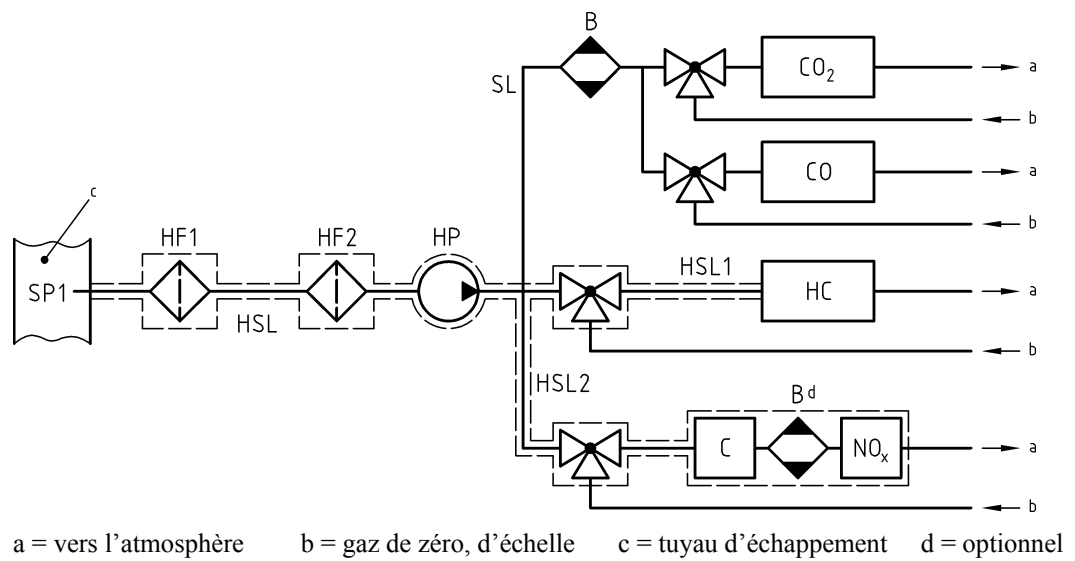 B
SL
CO₂
a
b
c
CO
a
b
HF1
HF2
HP
HSL1
SP1
HSL
HC
a
b
HSL2
B d
C
NOₓ
a
b
a = vers l’atmosphère b = gaz de zéro, d’échelle c = tuyau d’échappement d = optionnel